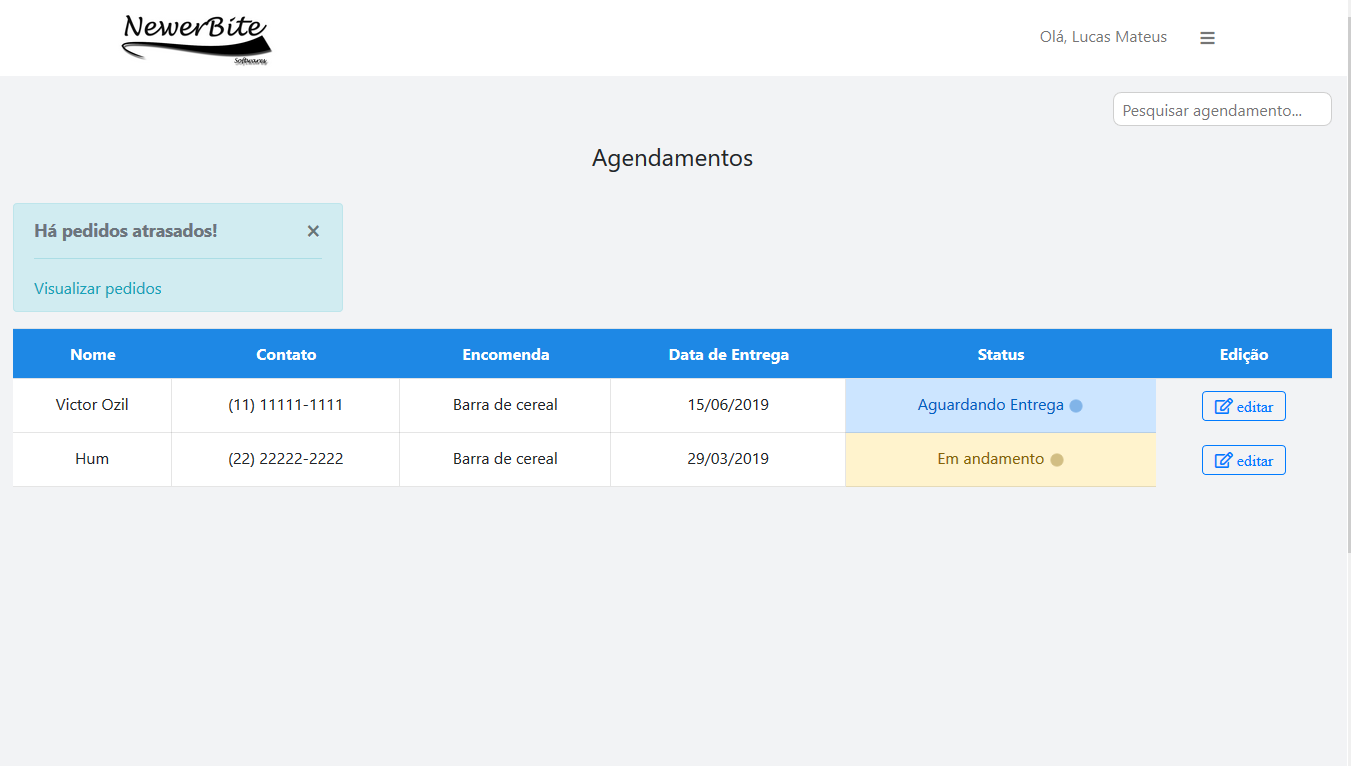 NewerBite
Softwares
Olá, Lucas Mateus
Pesquisar agendamento...
Agendamentos
Há pedidos atrasados! ×
Visualizar pedidos
Nome Contato Encomenda Data de Entrega Status Edição
Victor Ozil (11) 11111-1111 Barra de cereal 15/06/2019 Aguardando Entrega editar
Hum (22) 22222-2222 Barra de cereal 29/03/2019 Em andamento editar